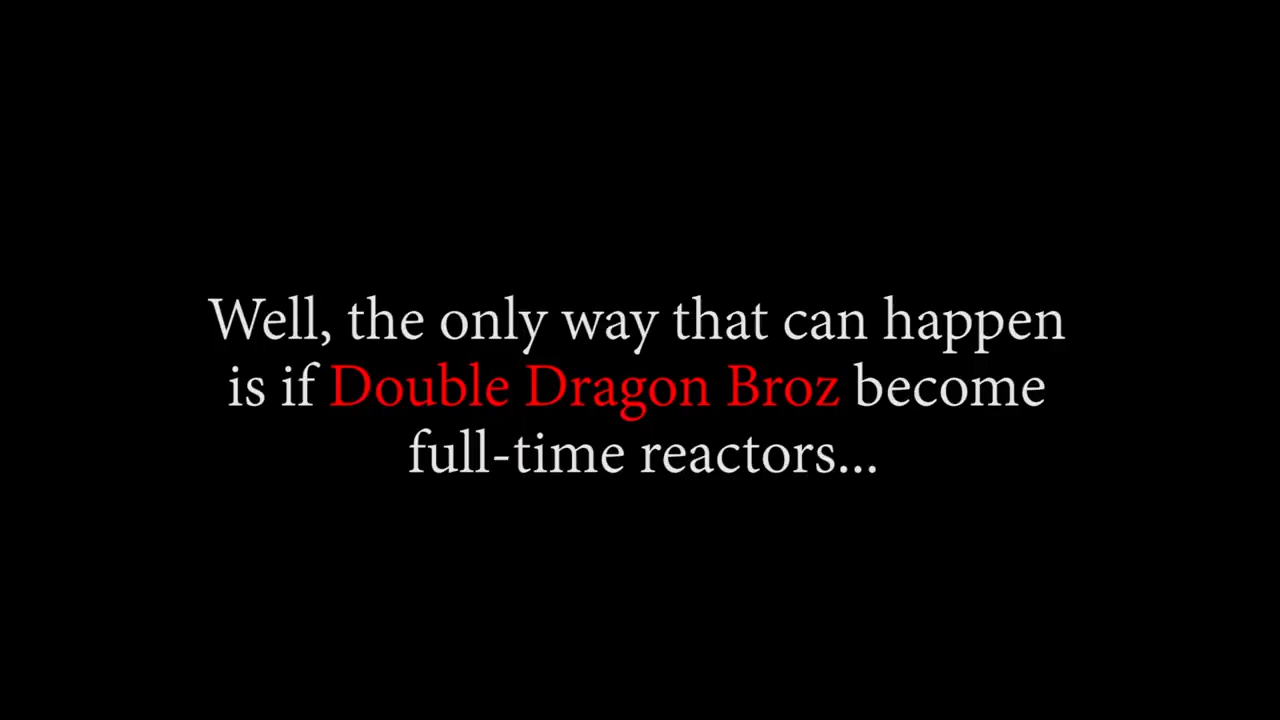 Well, the only way that can happen
is if Double Dragon Broz become
full-time reactors...